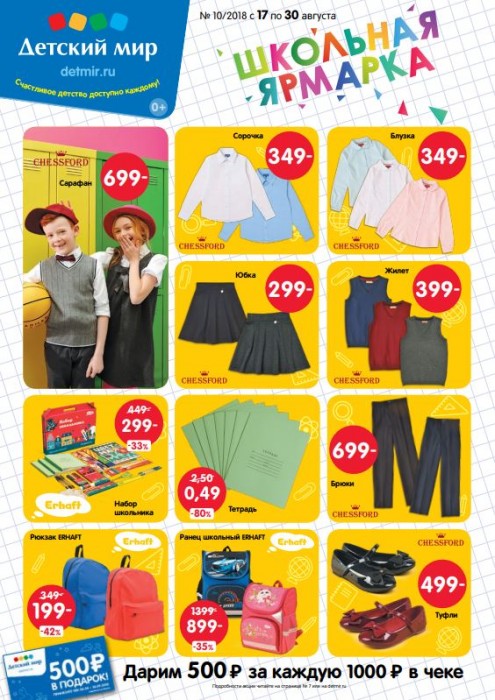 Детский мир
detmir.ru
Счастливое детство доступно каждому!
0+
№ 10/2018 с 17 по 30 августа
ШКОЛЬНАЯ
ЯРМАРКА
CHESSFORD
Сарафан
699-
Сорочка
349-
CHESSFORD
Блузка
349-
CHESSFORD
Юбка
299-
CHESSFORD
Жилет
399-
CHESSFORD
449-
299-
-33%
Набор
школьника
Erhaft
Набор
школьника
2,50
0,49
-80%
Тетрадь
699-
Брюки
CHESSFORD
Рюкзак ERHAFT
Erhaft
349-
199-
-42%
Ранец школьный ERHAFT
Erhaft
1399-
899-
-35%
CHESSFORD
499-
Туфли
Детский мир
500 ₽
В ПОДАРОК!
Дарим 500 ₽ за каждую 1000 ₽ в чеке